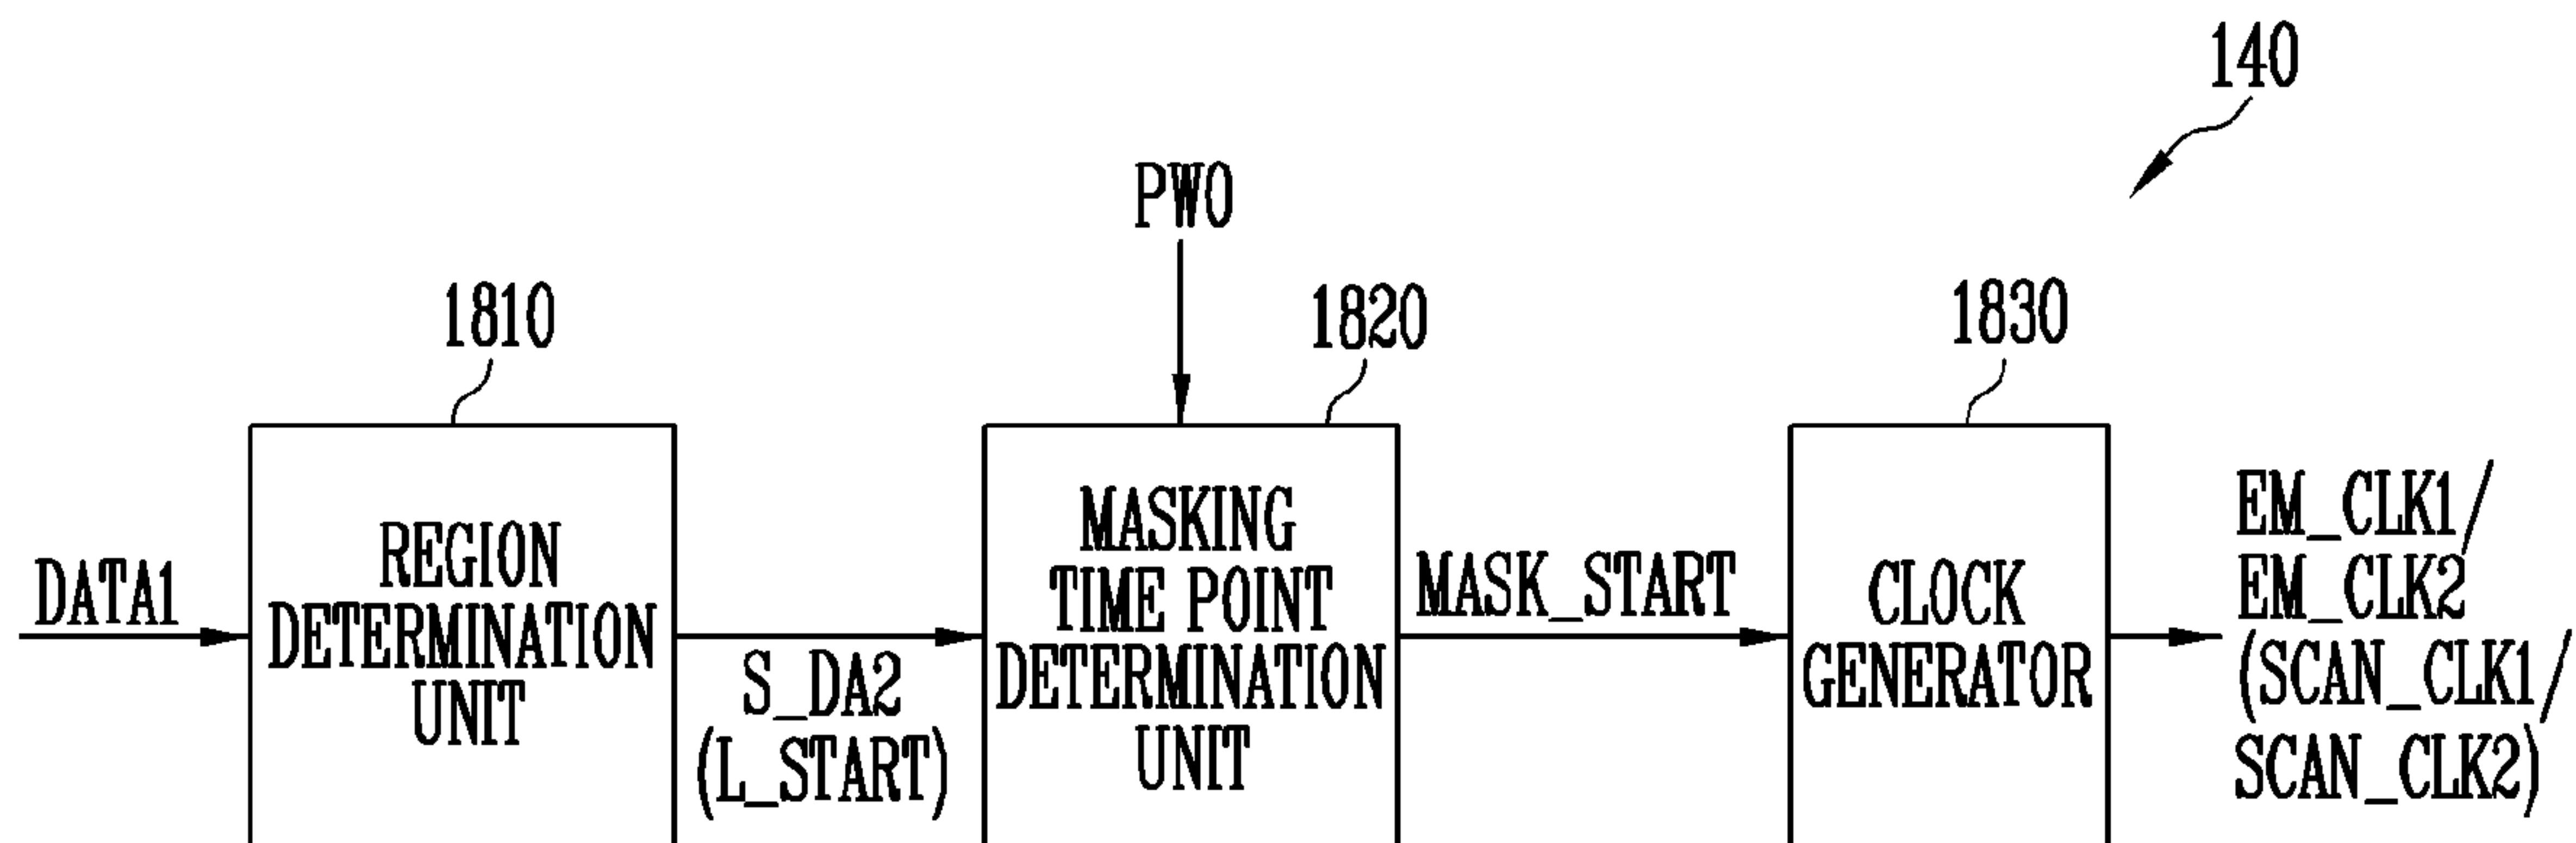 140
PW0
1810
1820
1830
DATA1
REGION
DETERMINATION
UNIT
S_DA2
(L_START)
MASKING
TIME POINT
DETERMINATION
UNIT
MASK_START
CLOCK
GENERATOR
EM_CLK1/
EM_CLK2
(SCAN_CLK1/
SCAN_CLK2)